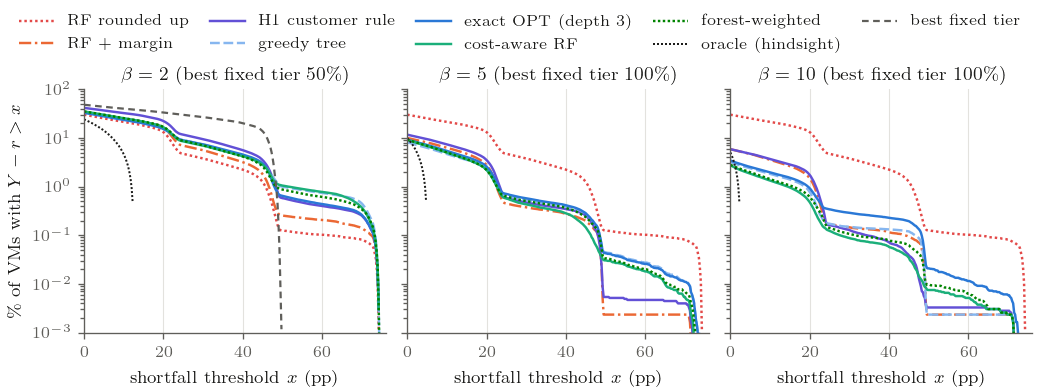 RF rounded up H1 customer rule exact OPT (depth 3) forest-weighted best fixed tier
RF + margin greedy tree cost-aware RF oracle (hindsight)
β = 2 (best fixed tier 50%) β = 5 (best fixed tier 100%) β = 10 (best fixed tier 100%)
% of VMs with Y − r > x
10²
10¹
10⁰
10⁻¹
10⁻²
10⁻³
0 20 40 60 0 20 40 60 0 20 40 60
shortfall threshold x (pp) shortfall threshold x (pp) shortfall threshold x (pp)